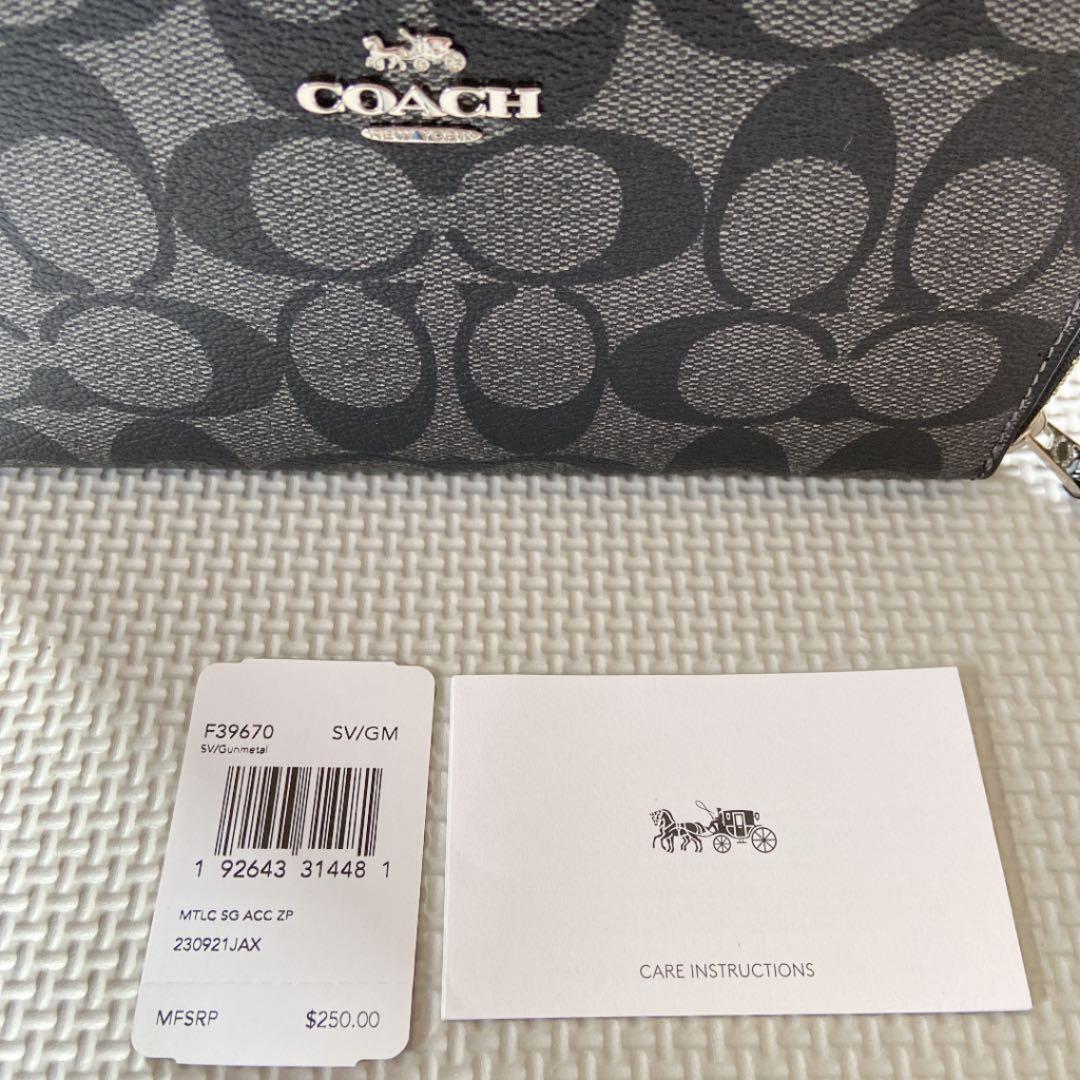 COACH
NEW YORK
F39670 SV/GM
SV/Gunmetal
1 92643 31448 1
MTLC SG ACC ZP
230921JAX
MFSRP $250.00
CARE INSTRUCTIONS